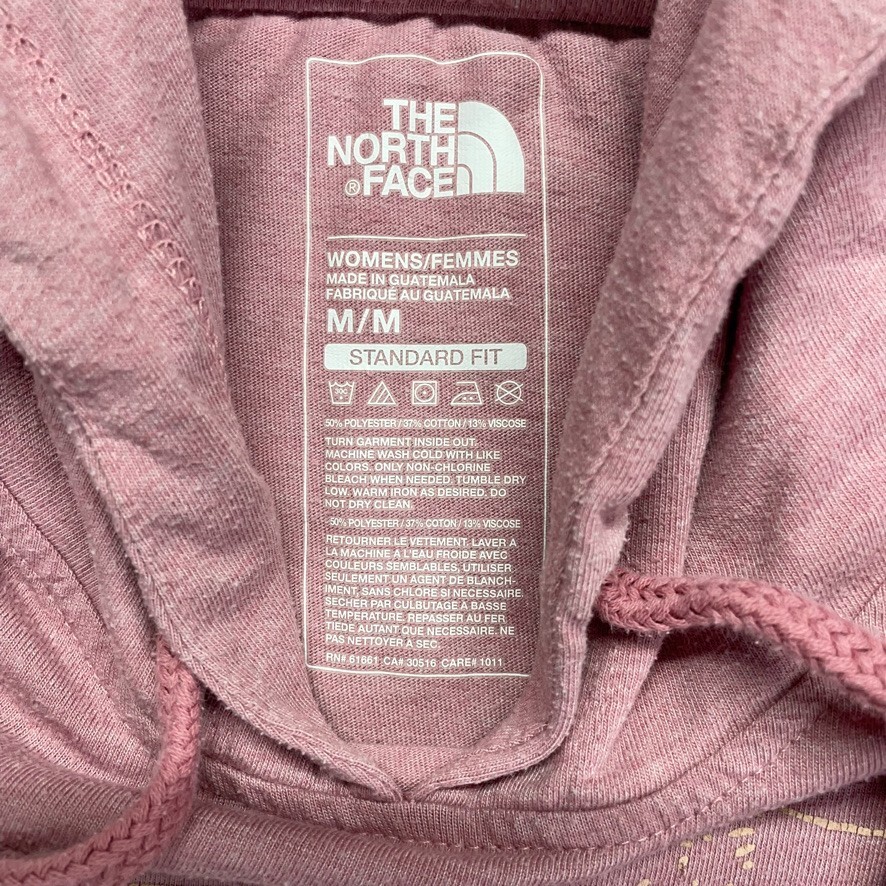 THE
NORTH
® FACE
WOMENS/FEMMES
MADE IN GUATEMALA
FABRIQUÉ AU GUATEMALA
M/M
STANDARD FIT
50% POLYESTER / 37% COTTON / 13% VISCOSE
TURN GARMENT INSIDE OUT.
MACHINE WASH COLD WITH LIKE
COLORS. ONLY NON-CHLORINE
BLEACH WHEN NEEDED. TUMBLE DRY
LOW. WARM IRON AS DESIRED. DO
NOT DRY CLEAN.
50% POLYESTER / 37% COTON / 13% VISCOSE
RETOURNER LE VETEMENT. LAVER A
LA MACHINE A L'EAU FROIDE AVEC
COULEURS SEMBLABLES, UTILISER
SEULEMENT UN AGENT DE BLANCH-
IMENT, SANS CHLORE SI NECESSAIRE.
SECHER PAR CULBUTAGE A BASSE
TEMPERATURE. REPASSER AU FER
TIEDE AUTANT QUE NECESSAIRE. NE
PAS NETTOYER À SEC.
RN# 61661 CA# 30516 CARE# 1011